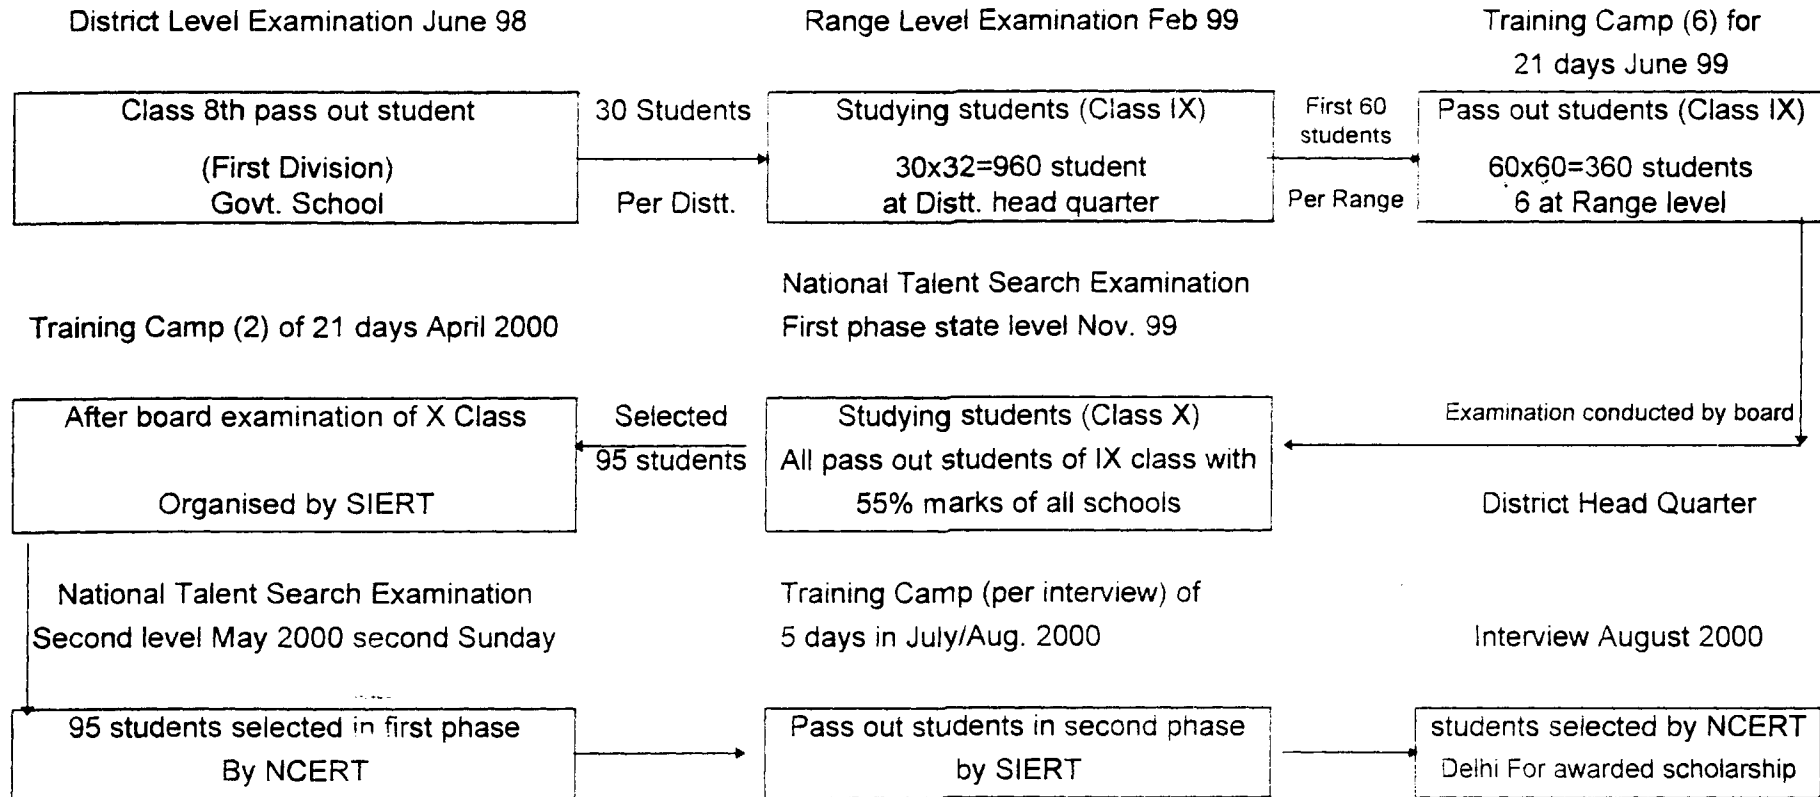 District Level Examination June 98
Range Level Examination Feb 99
Training Camp (6) for
21 days June 99
Class 8th pass out student
(First Division)
Govt. School
30 Students
Per Distt.
Studying students (Class IX)
30x32=960 student
at Distt. head quarter
First 60
students
Per Range
Pass out students (Class IX)
60x60=360 students
6 at Range level
Training Camp (2) of 21 days April 2000
National Talent Search Examination
First phase state level Nov. 99
After board examination of X Class
Organised by SIERT
Selected
95 students
Studying students (Class X)
All pass out students of IX class with
55% marks of all schools
Examination conducted by board
District Head Quarter
National Talent Search Examination
Second level May 2000 second Sunday
Training Camp (per interview) of
5 days in July/Aug. 2000
Interview August 2000
95 students selected in first phase
By NCERT
Pass out students in second phase
by SIERT
students selected by NCERT
Delhi For awarded scholarship